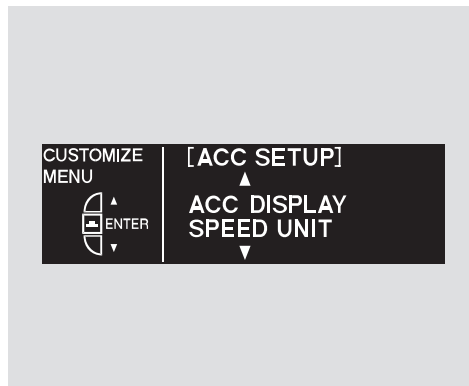 CUSTOMIZE
MENU
ENTER
[ACC SETUP]
ACC DISPLAY
SPEED UNIT